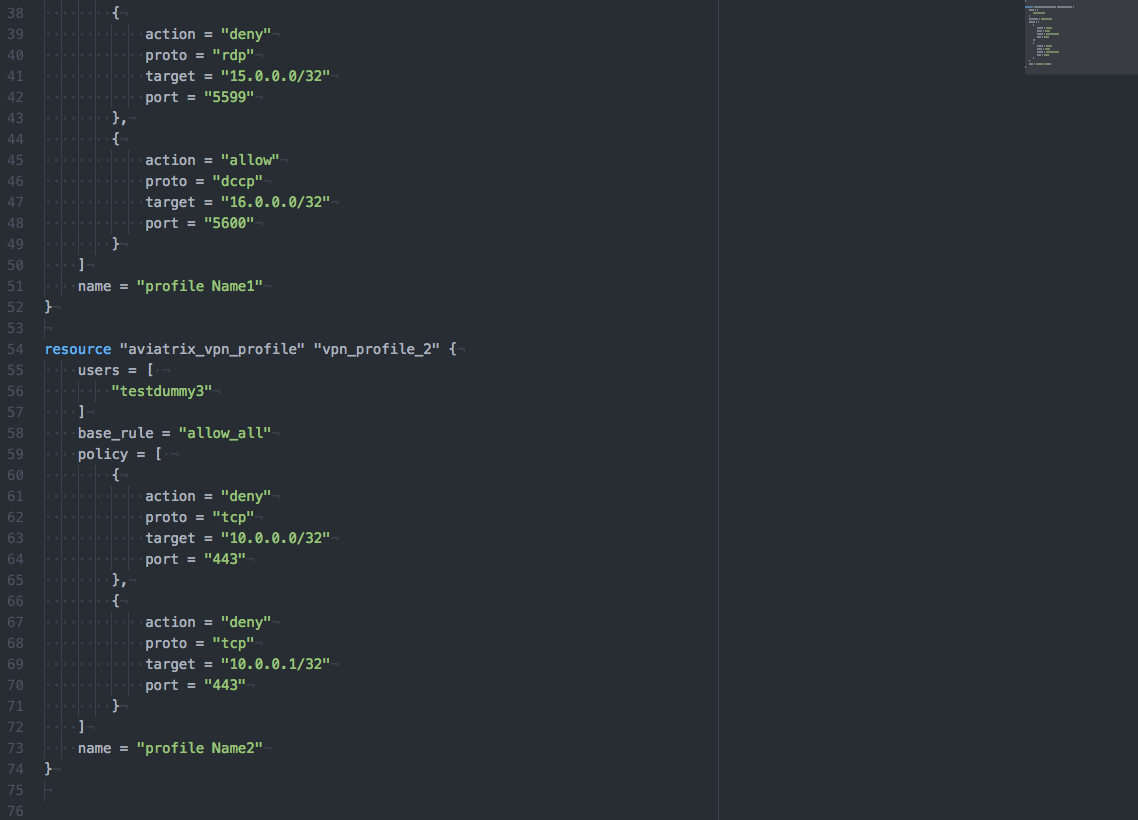 38 {
39 action = "deny"
40 proto = "rdp"
41 target = "15.0.0.0/32"
42 port = "5599"
43 },
44 {
45 action = "allow"
46 proto = "dccp"
47 target = "16.0.0.0/32"
48 port = "5600"
49 }
50 ]
51 name = "profile Name1"
52 }
53
54 resource "aviatrix_vpn_profile" "vpn_profile_2" {
55 users = [
56 "testdummy3"
57 ]
58 base_rule = "allow_all"
59 policy = [
60 {
61 action = "deny"
62 proto = "tcp"
63 target = "10.0.0.0/32"
64 port = "443"
65 },
66 {
67 action = "deny"
68 proto = "tcp"
69 target = "10.0.0.1/32"
70 port = "443"
71 }
72 ]
73 name = "profile Name2"
74 }
75
76